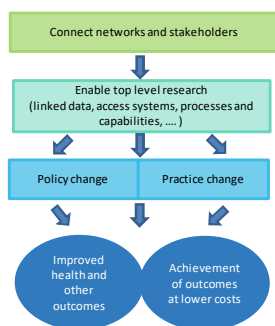 Connect networks and stakeholders
Enable top level research
(linked data, access systems, processes and
capabilities, .... )
Policy change
Practice change
Improved
health and
other
outcomes
Achievement
of outcomes
at lower costs